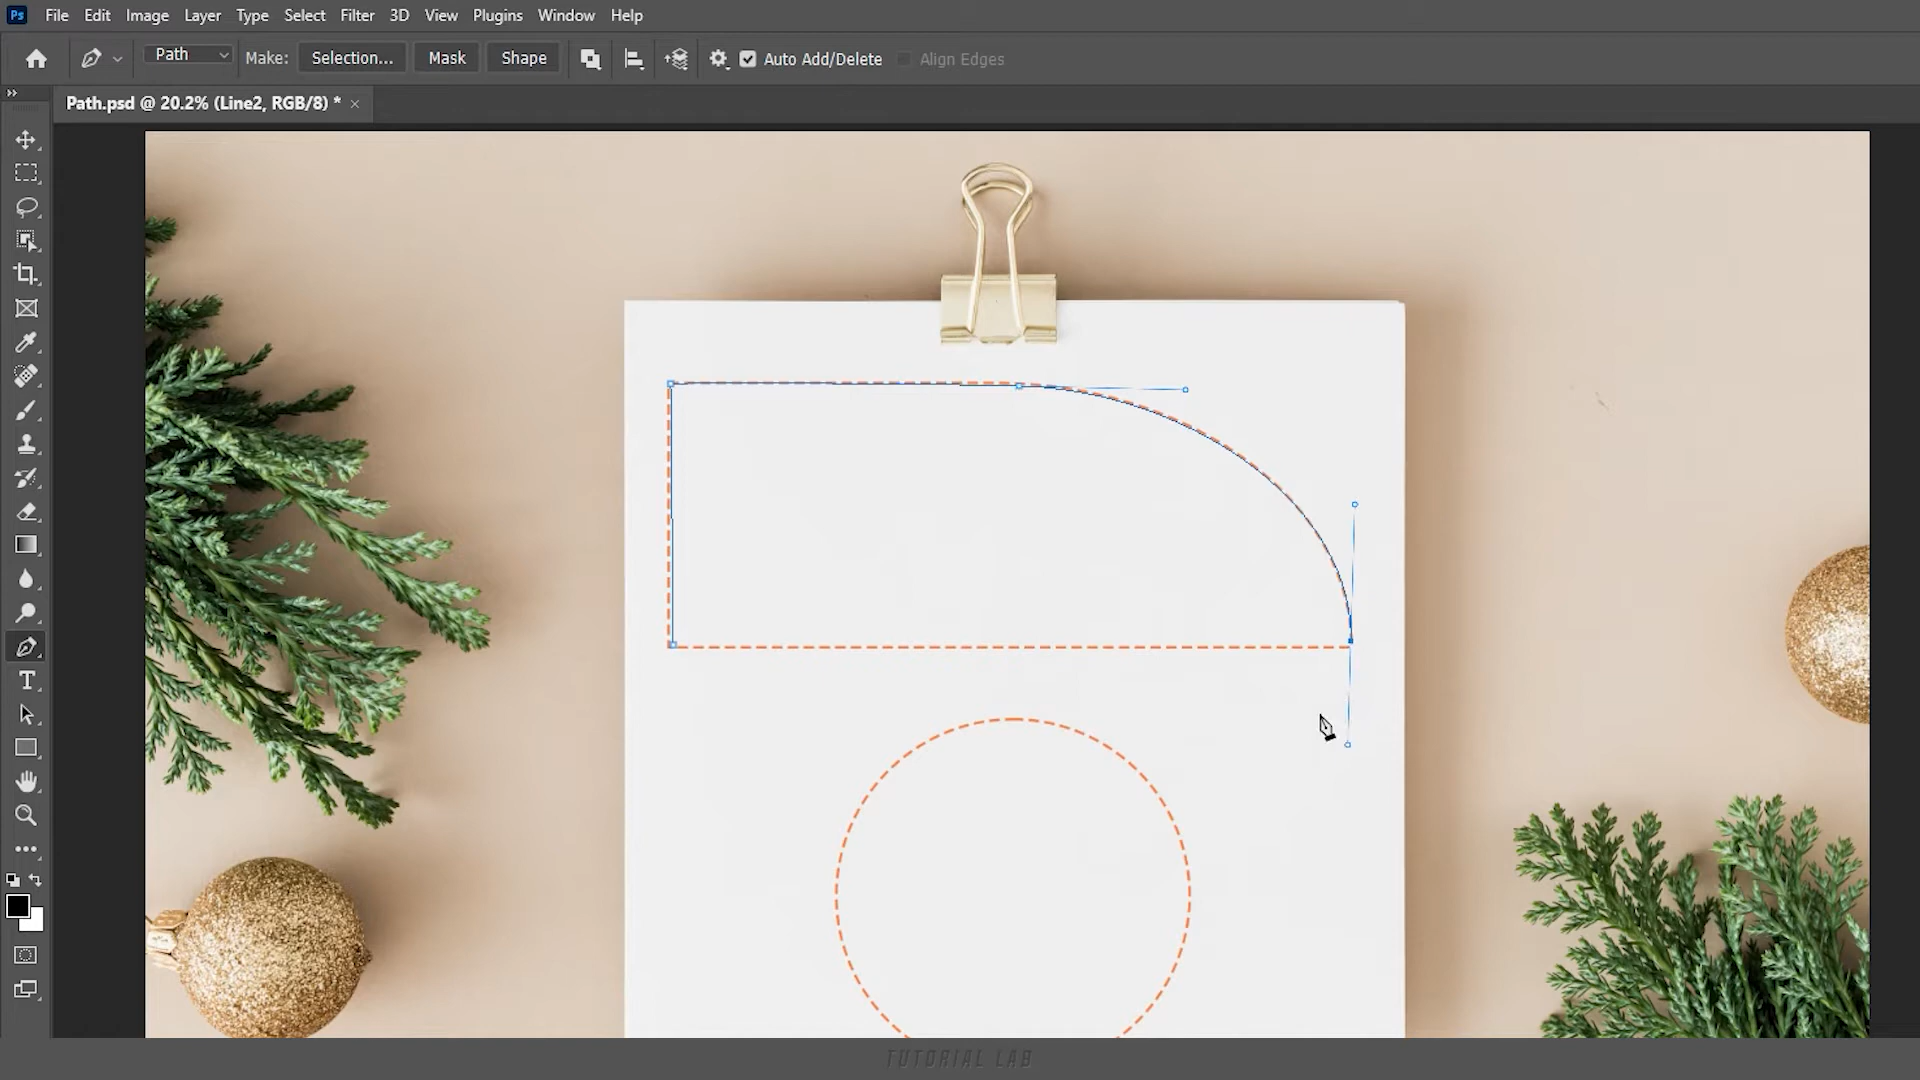 Ps File Edit Image Layer Type Select Filter 3D View Plugins Window Help
Path Make: Selection... Mask Shape Auto Add/Delete Align Edges
Path.psd @ 20.2% (Line2, RGB/8) *
T
TUTORIAL LAB